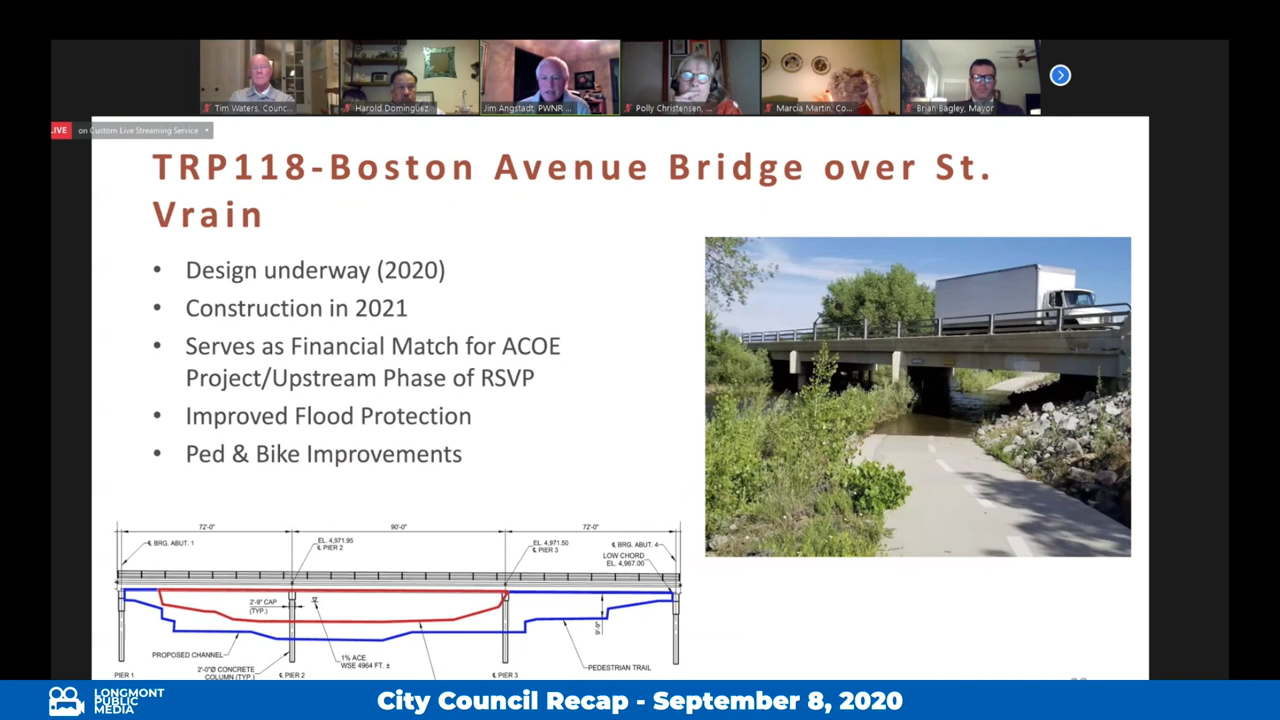 Tim Waters, Counc...
Harold Dominguez...
Jim Angstadt, PWNR ...
Polly Christensen, ...
Marcia Martin, Co...
Brian Bagley, Mayor
LIVE on Custom Live Streaming Service
TRP118-Boston Avenue Bridge over St.
Vrain
• Design underway (2020)
• Construction in 2021
• Serves as Financial Match for ACOE
Project/Upstream Phase of RSVP
• Improved Flood Protection
• Ped & Bike Improvements
72'-0"
90'-0"
72'-0"
℄ BRG. ABUT. 1
EL. 4,971.95
℄ PIER 2
EL. 4,971.50
℄ PIER 3
℄ BRG. ABUT. 4
LOW CHORD
EL. 4,967.00
2'-9" CAP
(TYP.)
PROPOSED CHANNEL
1% ACE
WSE 4964 FT. ±
PEDESTRIAN TRAIL
2'-0"Ø CONCRETE
COLUMN (TYP.)
PIER 1
℄ PIER 2
℄ PIER 3
PIER 4
LONGMONT
PUBLIC
MEDIA
City Council Recap - September 8, 2020